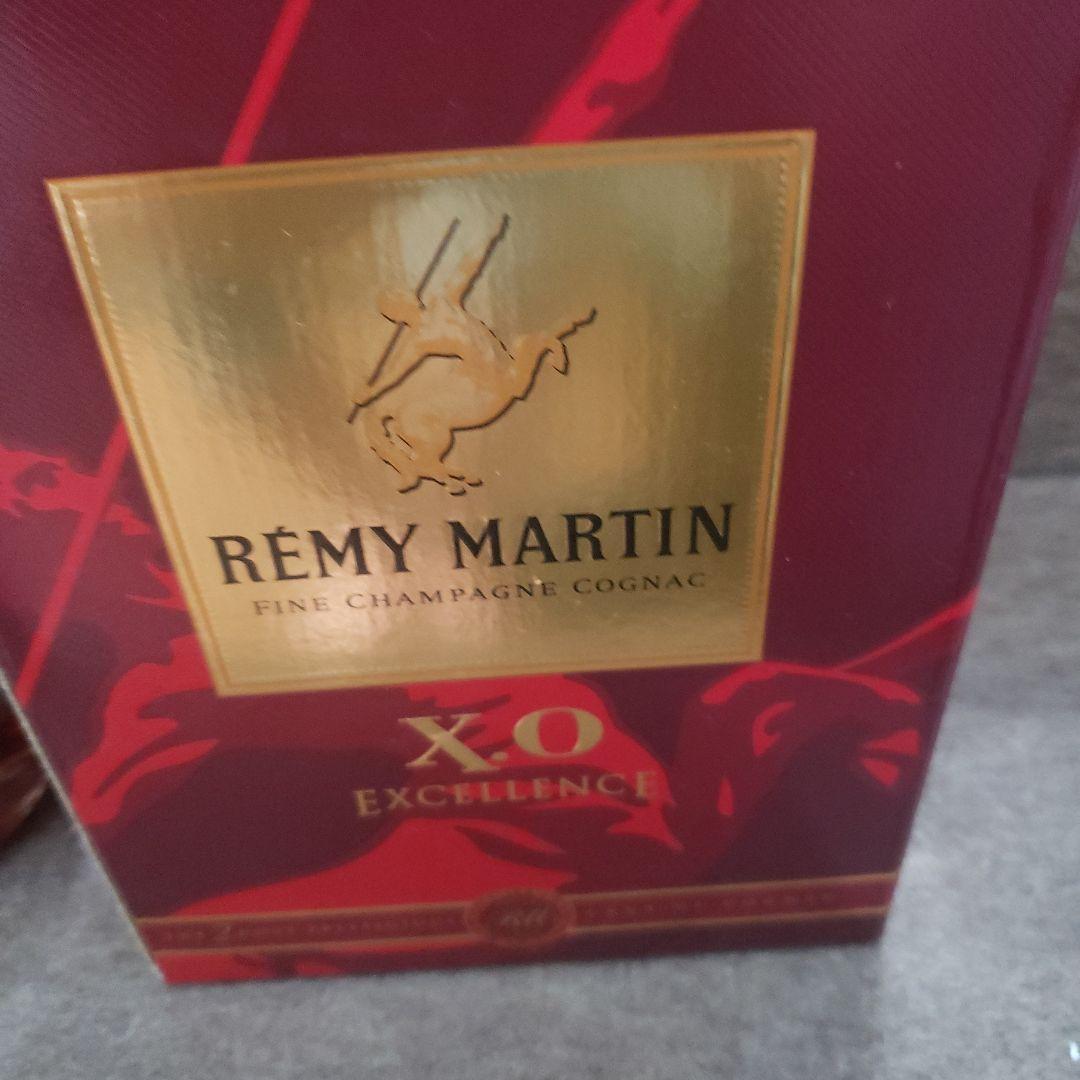 RÉMY MARTIN
FINE CHAMPAGNE COGNAC
X.O
EXCELLENCE